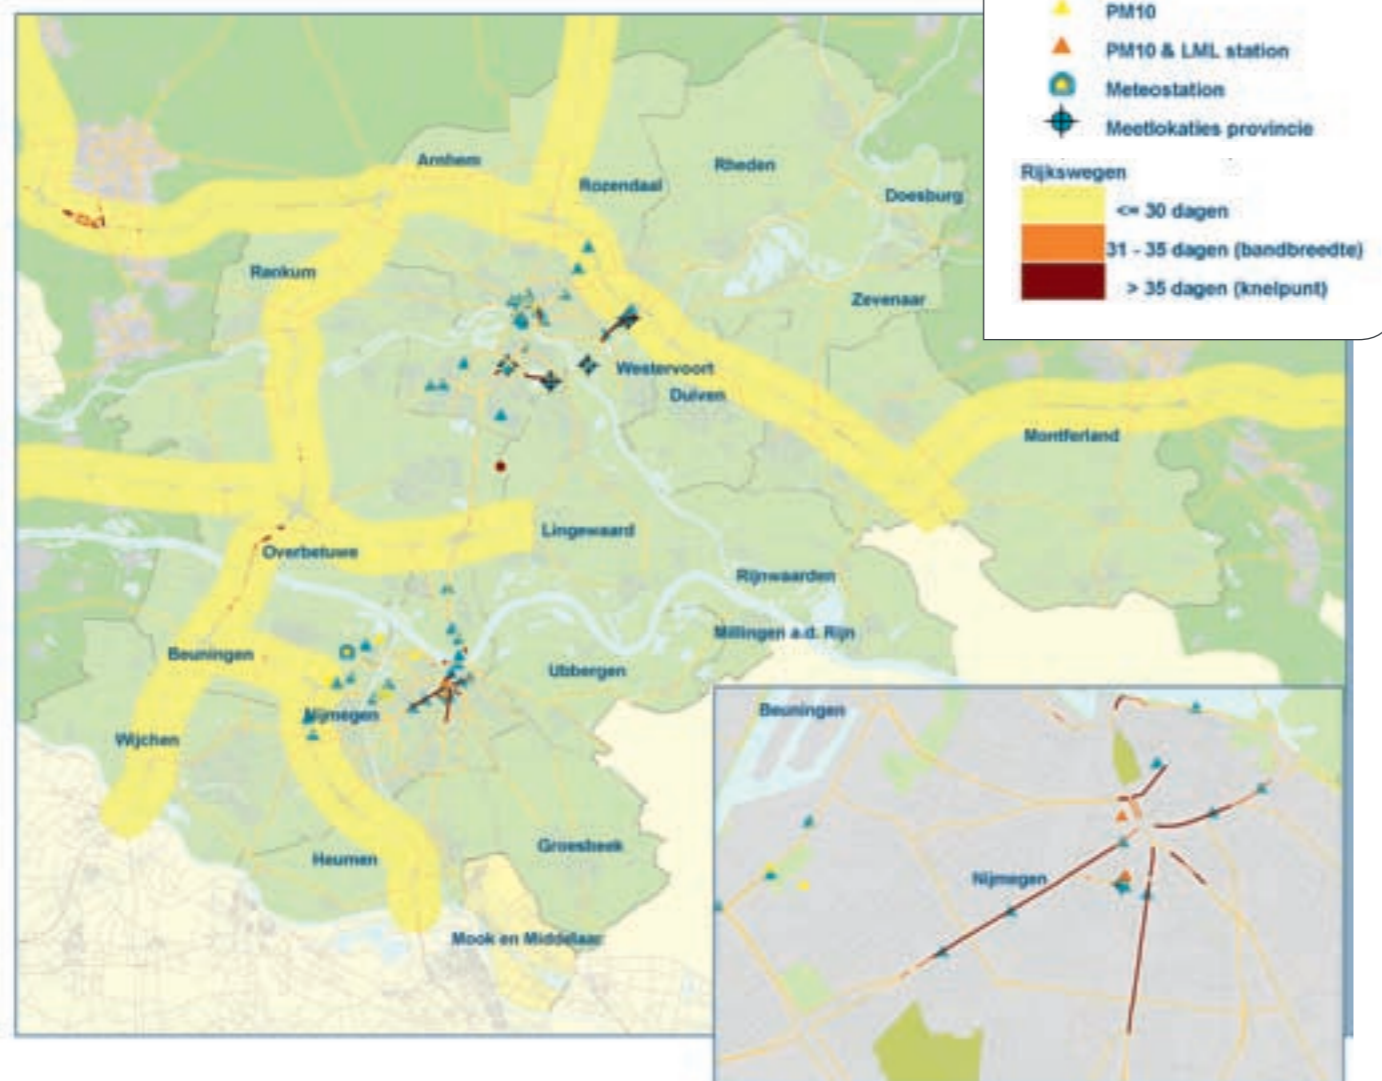 PM10
PM10 & LML station
Meteostation
Meetlokaties provincie
Rijkswegen
<= 30 dagen
31 - 35 dagen (bandbreedte)
> 35 dagen (knelpunt)
Arnhem
Rozendaal
Rheden
Doesburg
Renkum
Zevenaar
Westervoort
Duiven
Montferland
Lingewaard
Overbetuwe
Rijnwaarden
Millingen a.d. Rijn
Beuningen
Ubbergen
Nijmegen
Wijchen
Heumen
Groesbeek
Mook en Middelaar
Beuningen
Nijmegen